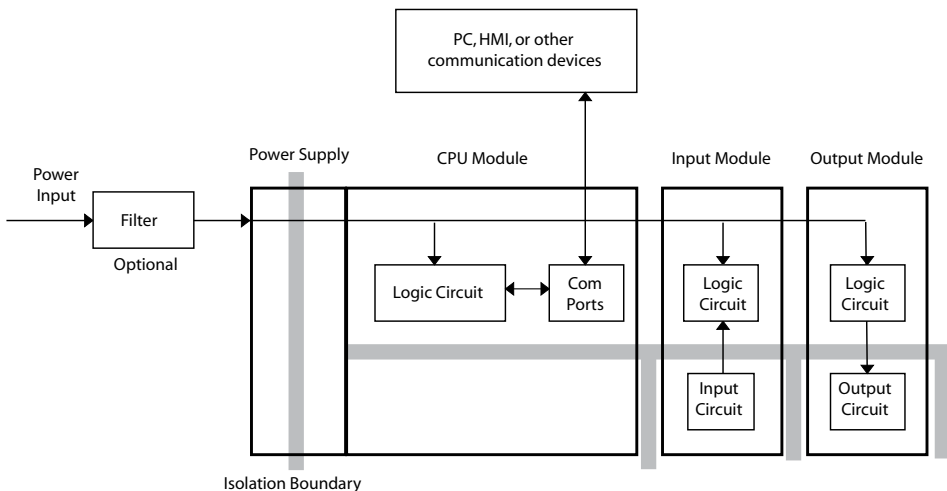 PC, HMI, or other
communication devices
Power Supply
CPU Module
Input Module
Output Module
Power
Input
Filter
Optional
Logic Circuit
Com
Ports
Logic
Circuit
Logic
Circuit
Input
Circuit
Output
Circuit
Isolation Boundary